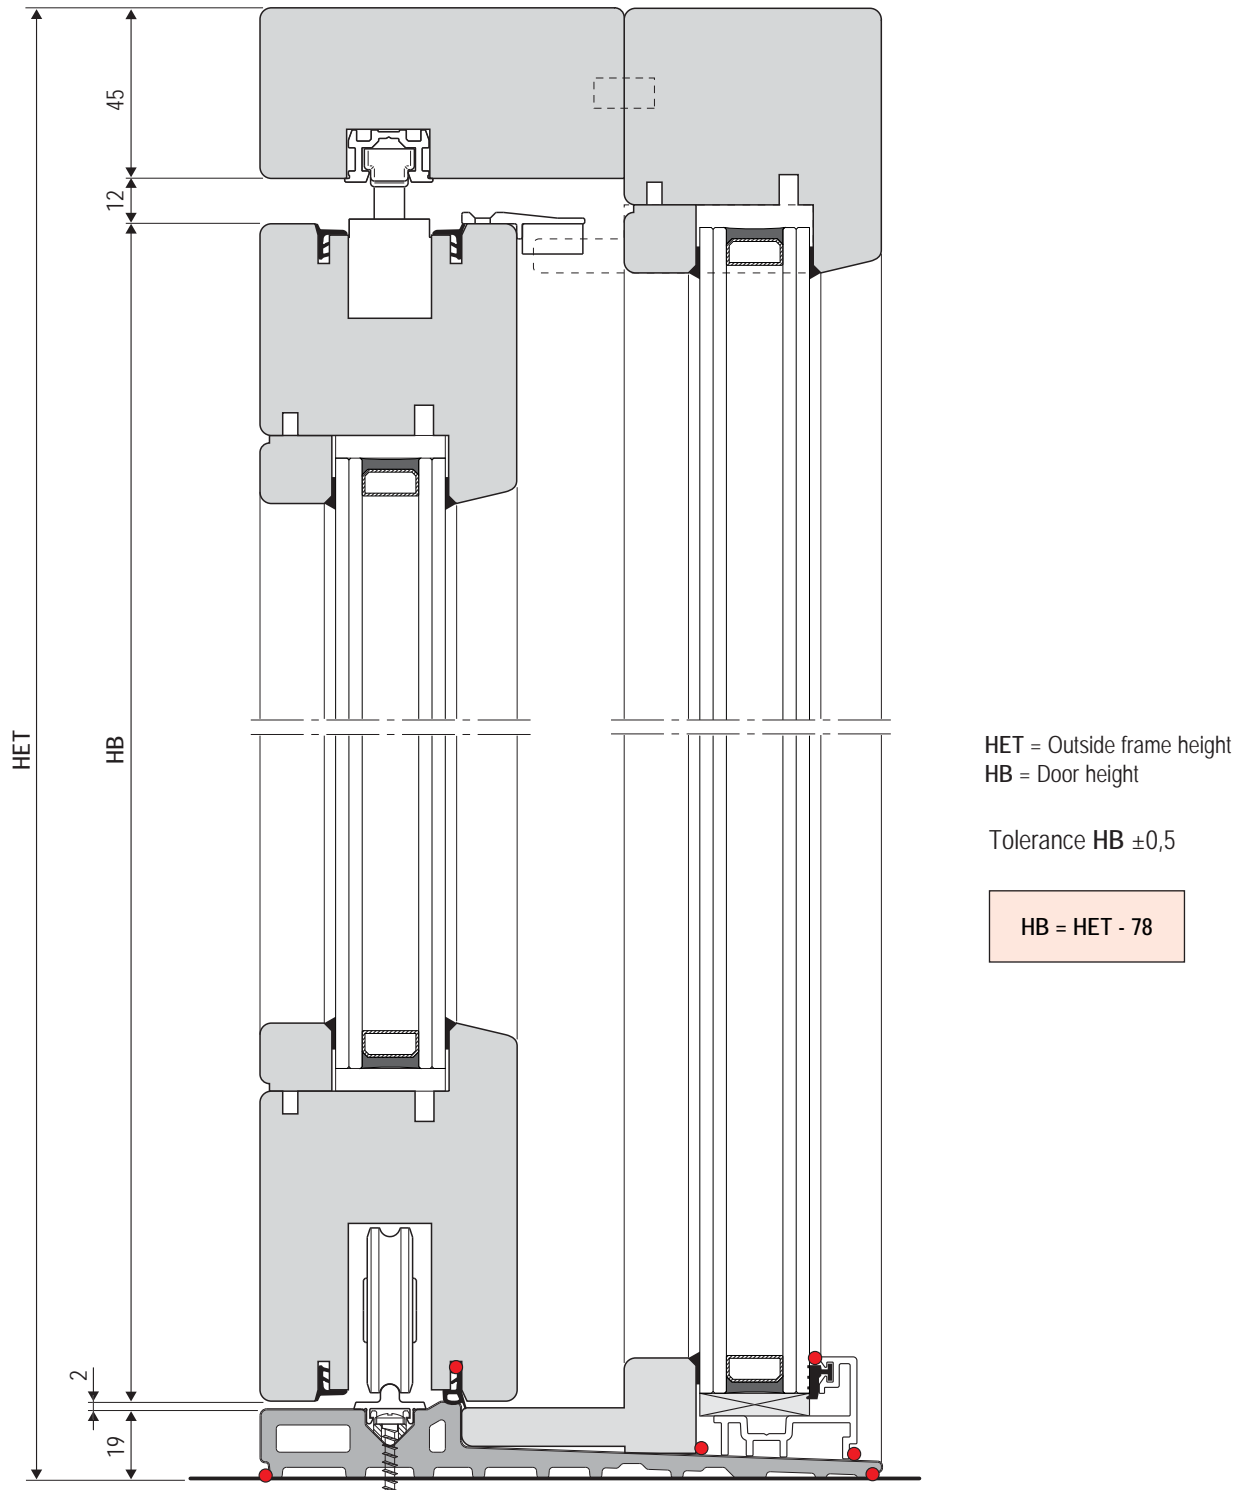 45
12
HET
HB
HET = Outside frame height
HB = Door height
Tolerance HB ±0,5
HB = HET - 78
2
19